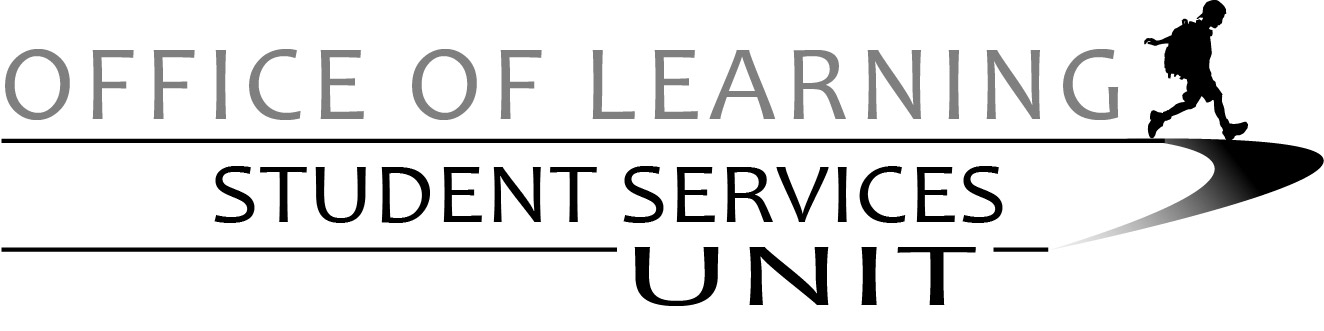 OFFICE OF LEARNING
STUDENT SERVICES
UNIT